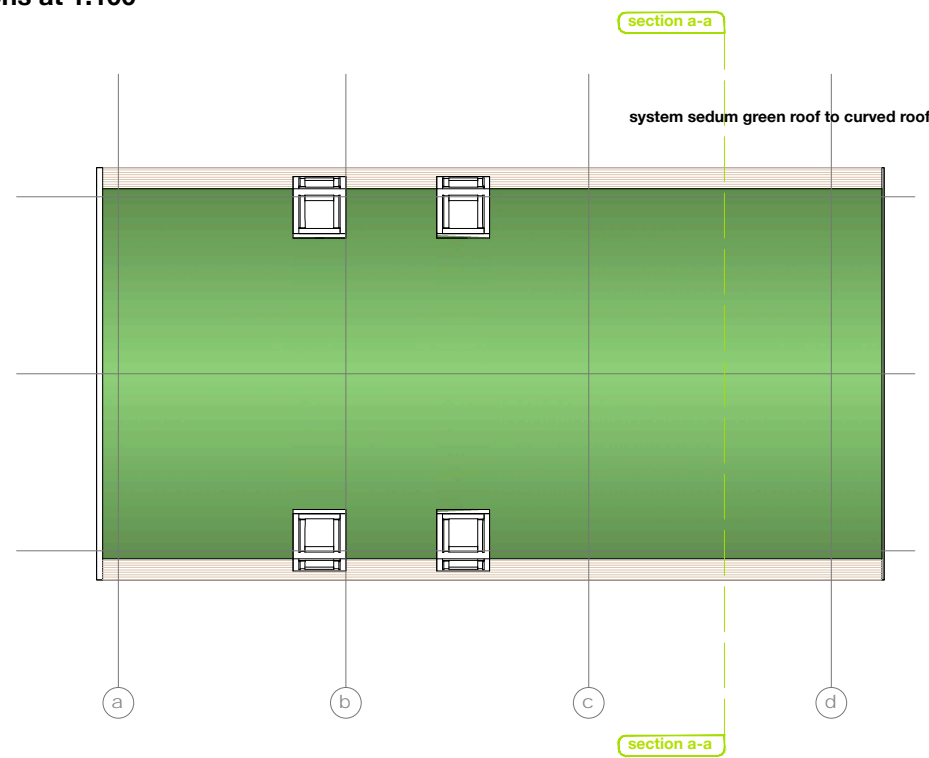 section a-a
system sedum green roof to curved roof
a b c d
section a-a